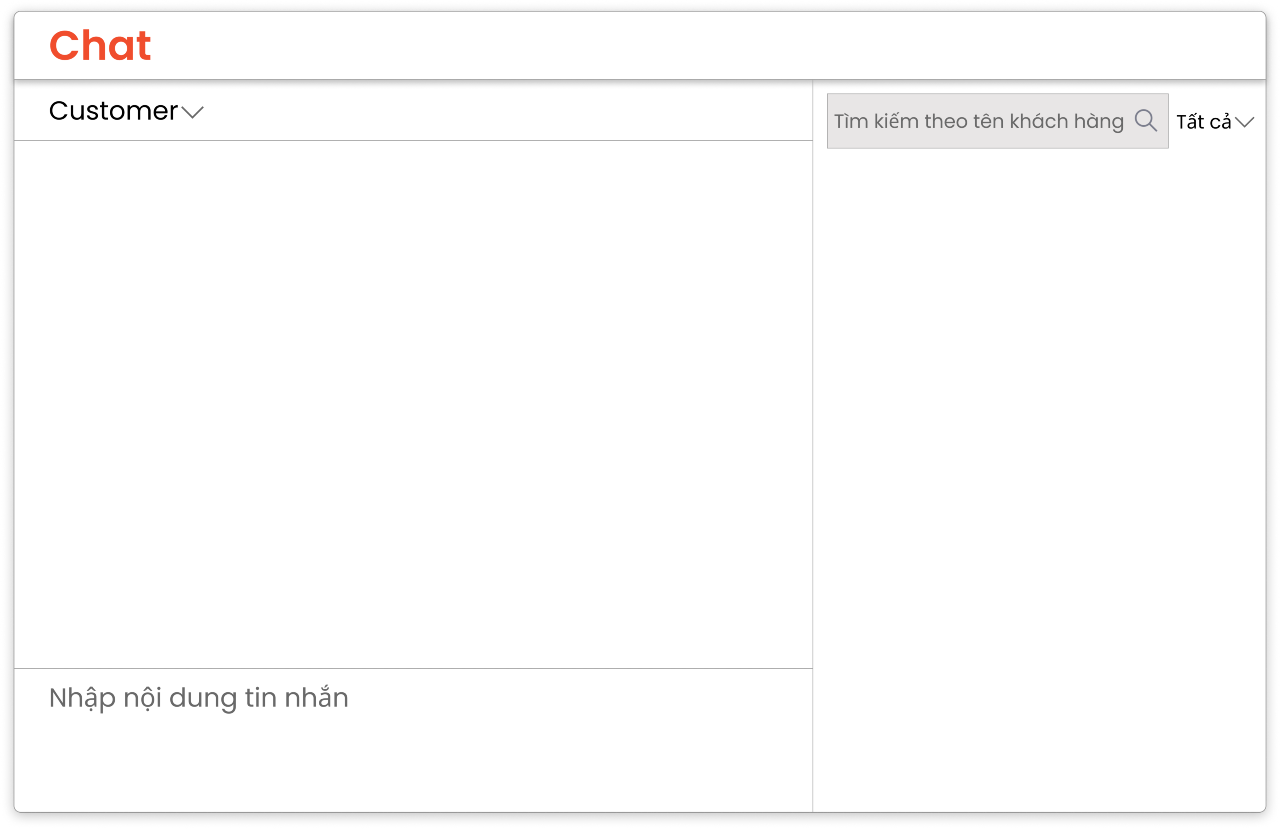 Chat
Customer
Tìm kiếm theo tên khách hàng
Tất cả
Nhập nội dung tin nhắn